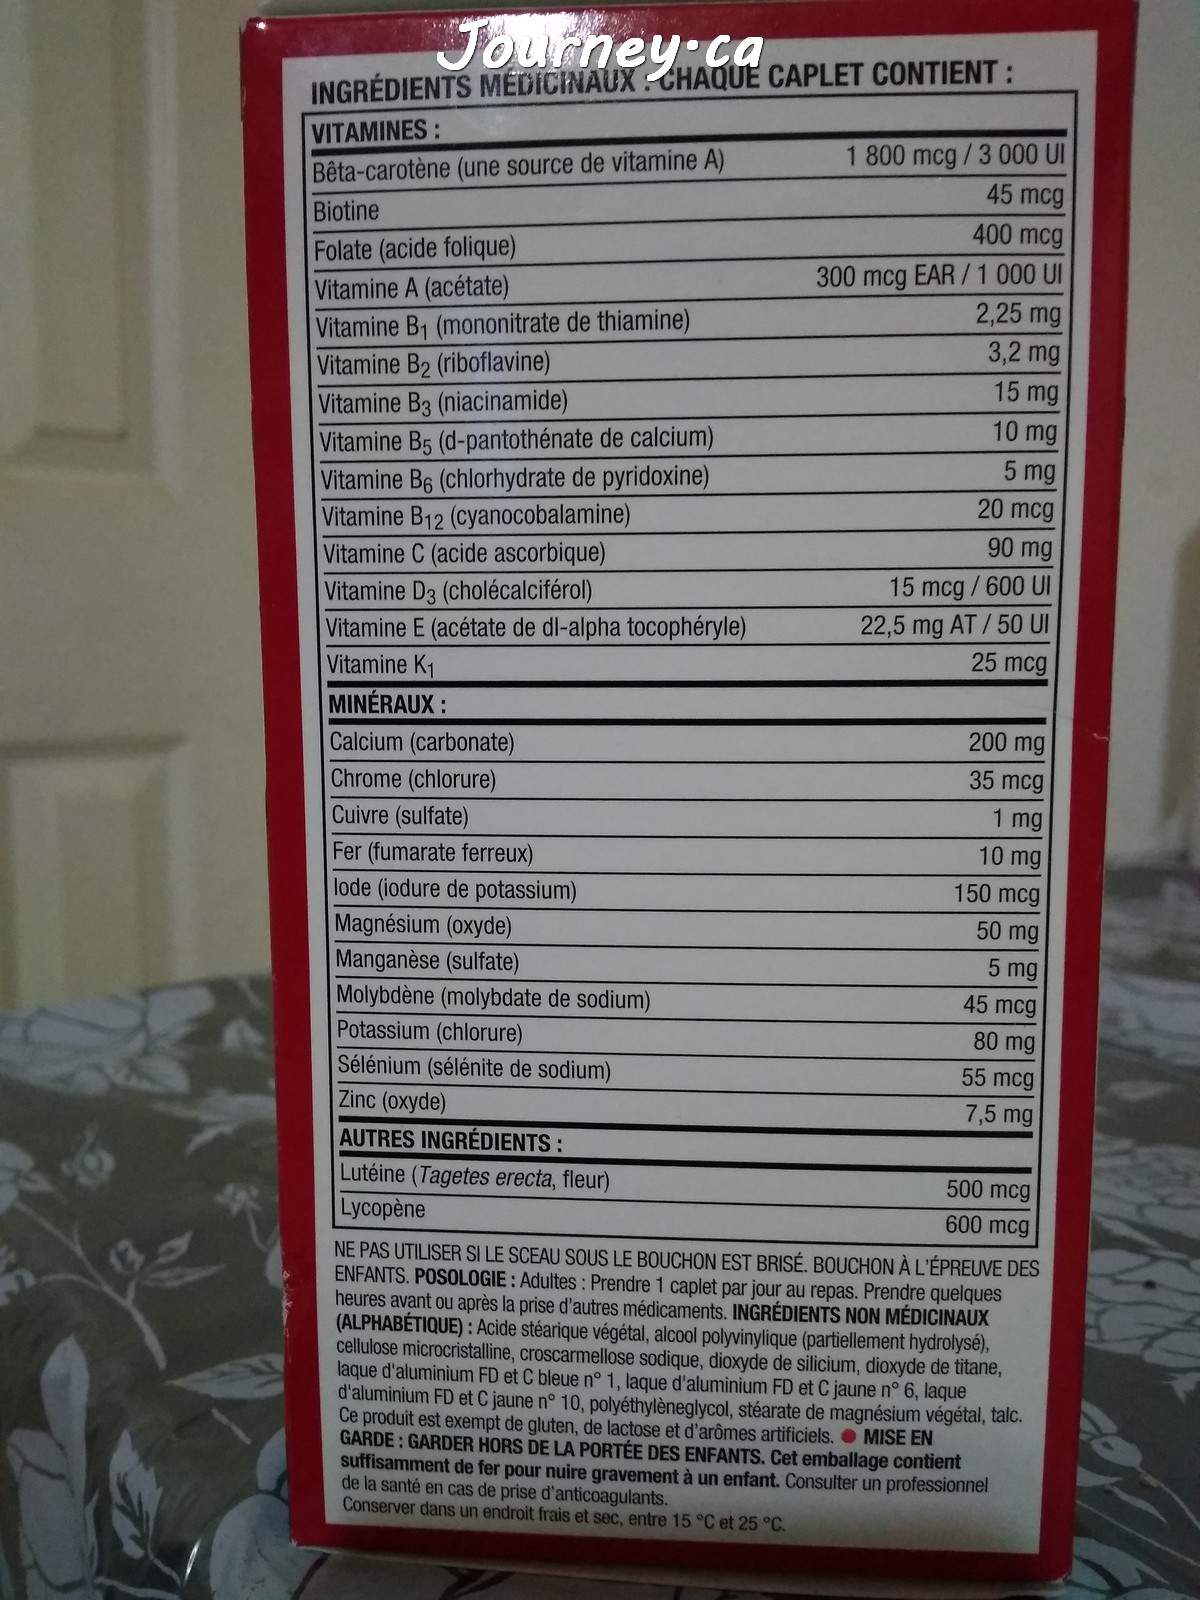 Journey.ca
INGRÉDIENTS MÉDICINAUX : CHAQUE CAPLET CONTIENT :
VITAMINES :
Bêta-carotène (une source de vitamine A) 1 800 mcg / 3 000 UI
Biotine 45 mcg
Folate (acide folique) 400 mcg
Vitamine A (acétate) 300 mcg EAR / 1 000 UI
Vitamine B1 (mononitrate de thiamine) 2,25 mg
Vitamine B2 (riboflavine) 3,2 mg
Vitamine B3 (niacinamide) 15 mg
Vitamine B5 (d-pantothénate de calcium) 10 mg
Vitamine B6 (chlorhydrate de pyridoxine) 5 mg
Vitamine B12 (cyanocobalamine) 20 mcg
Vitamine C (acide ascorbique) 90 mg
Vitamine D3 (cholécalciférol) 15 mcg / 600 UI
Vitamine E (acétate de dl-alpha tocophéryle) 22,5 mg AT / 50 UI
Vitamine K1 25 mcg
MINÉRAUX :
Calcium (carbonate) 200 mg
Chrome (chlorure) 35 mcg
Cuivre (sulfate) 1 mg
Fer (fumarate ferreux) 10 mg
Iode (iodure de potassium) 150 mcg
Magnésium (oxyde) 50 mg
Manganèse (sulfate) 5 mg
Molybdène (molybdate de sodium) 45 mcg
Potassium (chlorure) 80 mg
Sélénium (sélénite de sodium) 55 mcg
Zinc (oxyde) 7,5 mg
AUTRES INGRÉDIENTS :
Lutéine (Tagetes erecta, fleur) 500 mcg
Lycopène 600 mcg
NE PAS UTILISER SI LE SCEAU SOUS LE BOUCHON EST BRISÉ. BOUCHON À L'ÉPREUVE DES
ENFANTS. POSOLOGIE : Adultes : Prendre 1 caplet par jour au repas. Prendre quelques
heures avant ou après la prise d'autres médicaments. INGRÉDIENTS NON MÉDICINAUX
(ALPHABÉTIQUE) : Acide stéarique végétal, alcool polyvinylique (partiellement hydrolysé),
cellulose microcristalline, croscarmellose sodique, dioxyde de silicium, dioxyde de titane,
laque d'aluminium FD et C bleue n° 1, laque d'aluminium FD et C jaune n° 6, laque
d'aluminium FD et C jaune n° 10, polyéthylèneglycol, stéarate de magnésium végétal, talc.
Ce produit est exempt de gluten, de lactose et d'arômes artificiels. ● MISE EN
GARDE : GARDER HORS DE LA PORTÉE DES ENFANTS. Cet emballage contient
suffisamment de fer pour nuire gravement à un enfant. Consulter un professionnel
de la santé en cas de prise d'anticoagulants.
Conserver dans un endroit frais et sec, entre 15 °C et 25 °C.